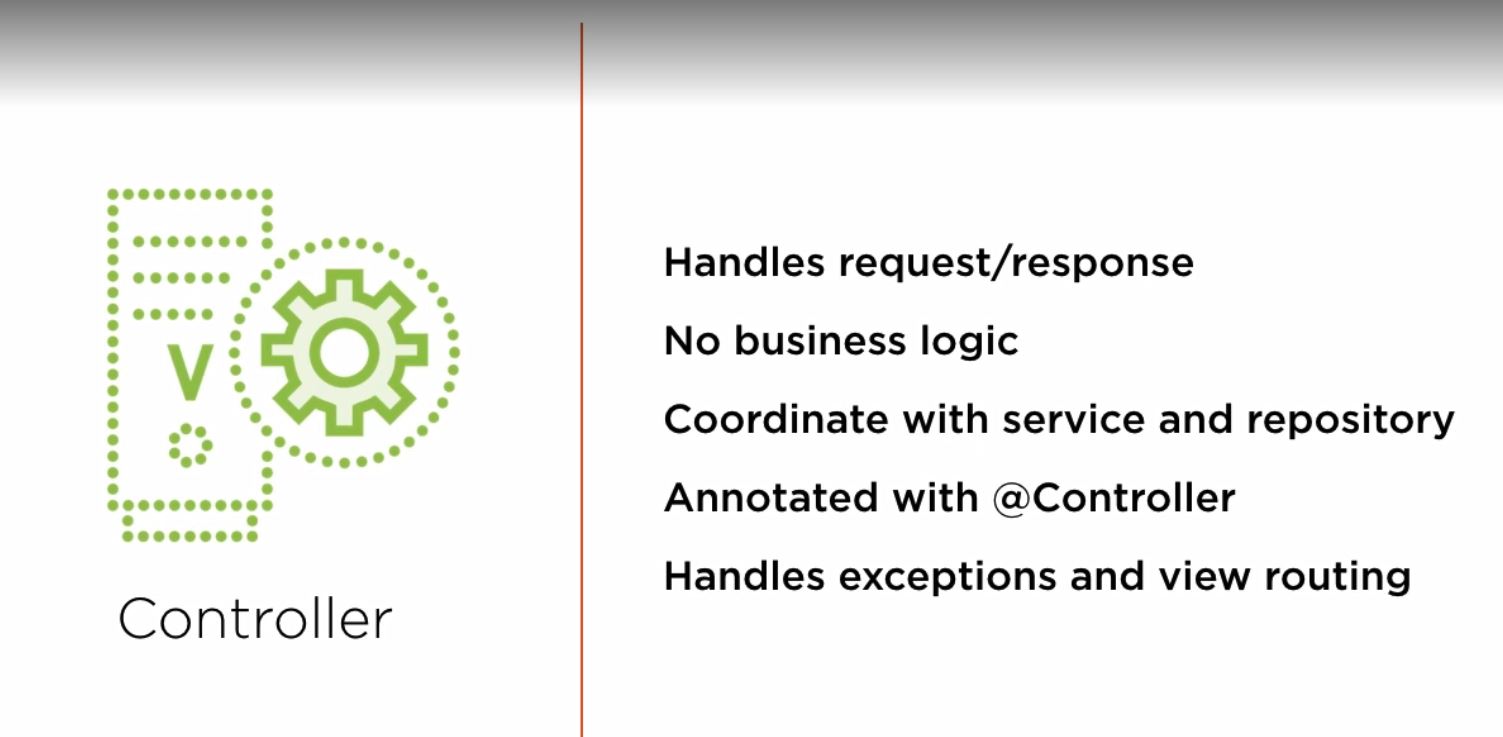 Handles request/response
No business logic
Coordinate with service and repository
Annotated with @Controller
Handles exceptions and view routing
Controller